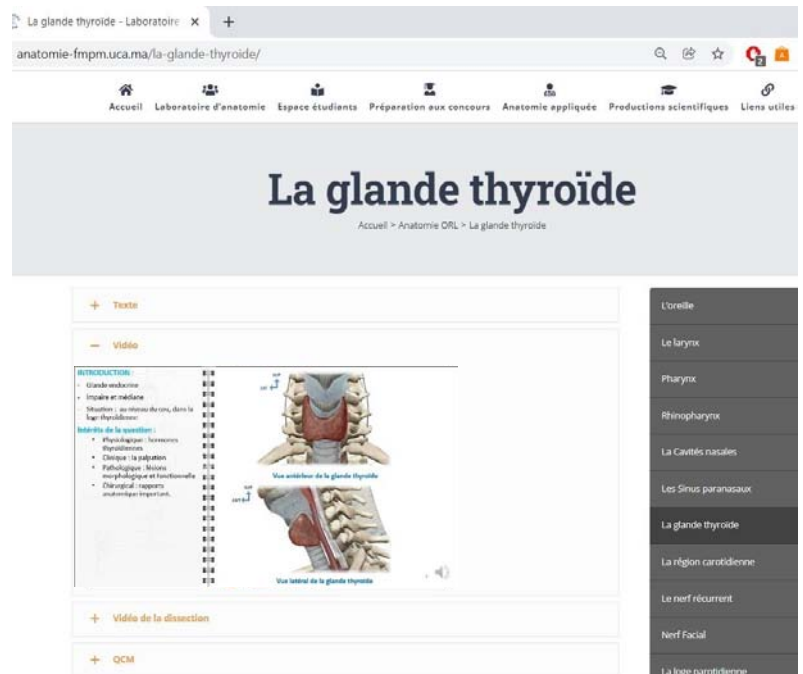 La glande thyroïde - Laboratoire
anatomie-fmpm.uca.ma/la-glande-thyroide/
2
Accueil Laboratoire d'anatomie Espace étudiants Préparation aux concours Anatomie appliquée Productions scientifiques Liens utiles
La glande thyroïde
Accueil > Anatomie ORL > La glande thyroïde
+ Texte
− Vidéo
INTRODUCTION :
- Glande endocrine
- Impaire et médiane
- Situation : au niveau du cou, dans la
loge thyroïdienne
Intérêts de la question :
• Physiologique : hormones
thyroïdiennes
• Clinique : la palpation
• Pathologique : lésions
morphologique et fonctionnelle
• Chirurgical : rapports
anatomique important.
Vue antérieur de la glande thyroïde
Vue latéral de la glande thyroïde
+ Vidéo de la dissection
+ QCM
L'oreille
Le larynx
Pharynx
Rhinopharynx
La Cavités nasales
Les Sinus paranasaux
La glande thyroïde
La région carotidienne
Le nerf récurrent
Nerf Facial
La loge parotidienne